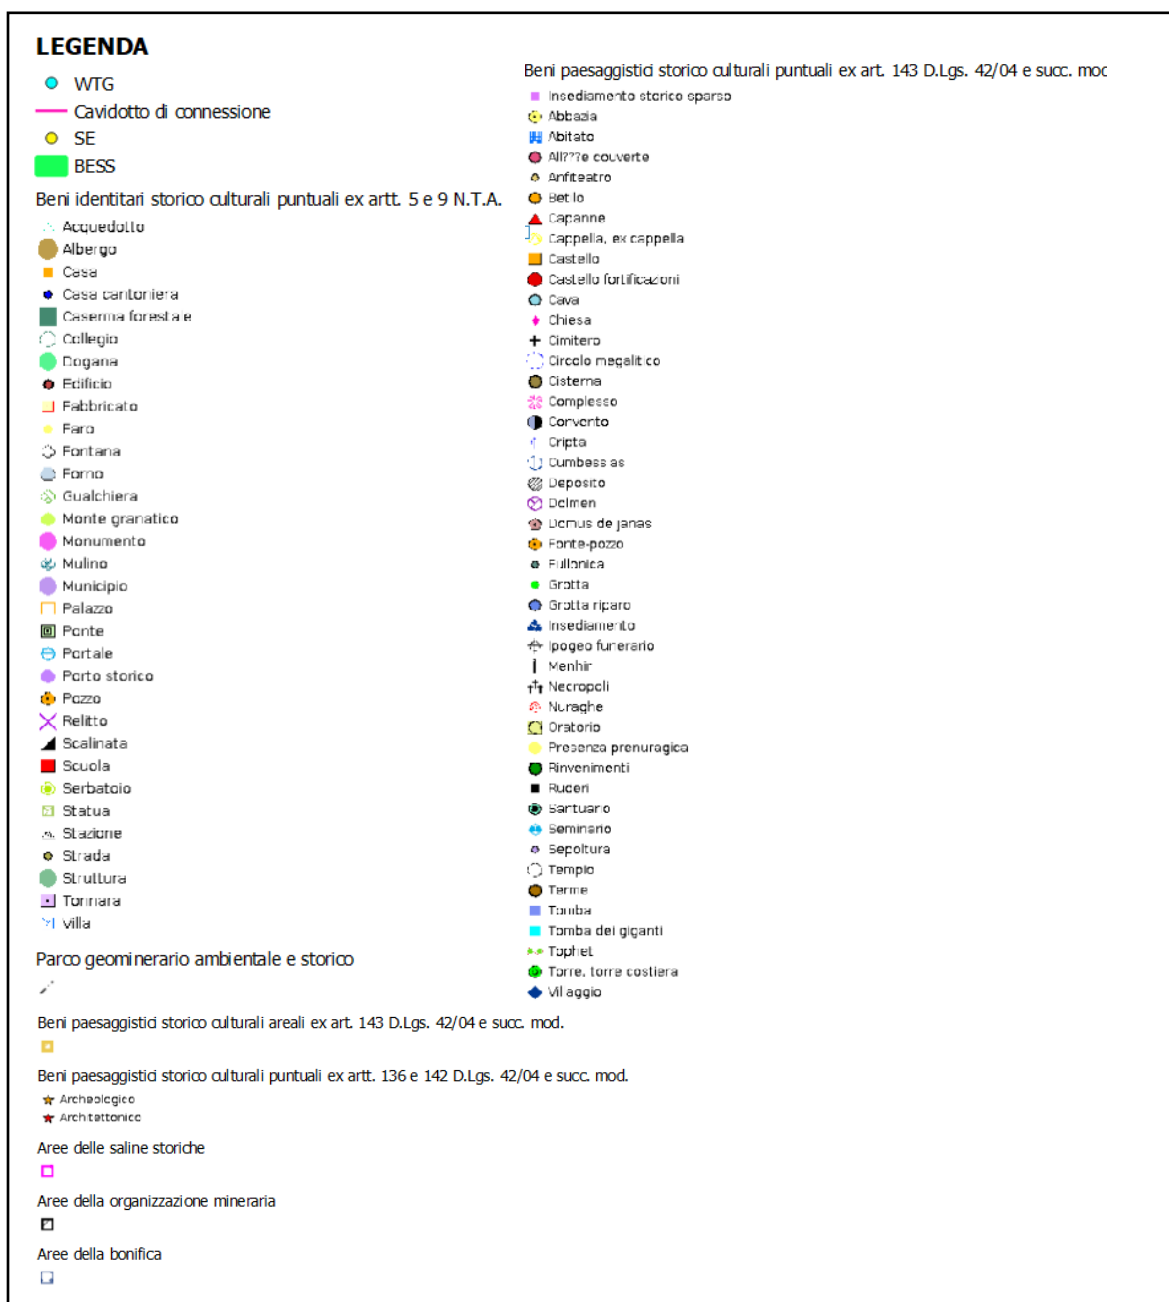 LEGENDA
WTG
Cavidotto di connessione
SE
BESS
Beni identitari storico culturali puntuali ex artt. 5 e 9 N.T.A.
Acquedotto
Albergo
Casa
Casa cantoniera
Caserma forestale
Collegio
Dogana
Edificio
Fabbricato
Faro
Fontana
Forno
Gualchiera
Monte granatico
Monumento
Mulino
Municipio
Palazzo
Ponte
Portale
Porto storico
Pozzo
Relitto
Scalinata
Scuola
Serbatoio
Statua
Stazione
Strada
Struttura
Tonnara
Villa
Parco geominerario ambientale e storico
Beni paesaggistici storico culturali areali ex art. 143 D.Lgs. 42/04 e succ. mod.
Beni paesaggistici storico culturali puntuali ex artt. 136 e 142 D.Lgs. 42/04 e succ. mod.
Archeologico
Architettonico
Aree delle saline storiche
Aree della organizzazione mineraria
Aree della bonifica
Beni paesaggistici storico culturali puntuali ex art. 143 D.Lgs. 42/04 e succ. moc
Insediamento storico sparso
Abbazia
Abitato
All???e couverte
Anfiteatro
Betilo
Capanne
Cappella, ex cappella
Castello
Castello fortificazioni
Cava
Chiesa
Cimitero
Circolo megalitico
Cisterna
Complesso
Convento
Cripta
Cumbessias
Deposito
Dolmen
Domus de janas
Fonte-pozzo
Fullonica
Grotta
Grotta riparo
Insediamento
Ipogeo funerario
Menhir
Necropoli
Nuraghe
Oratorio
Presenza prenuragica
Rinvenimenti
Ruderi
Santuario
Seminario
Sepoltura
Tempio
Terme
Tomba
Tomba dei giganti
Tophet
Torre, torre costiera
Villaggio